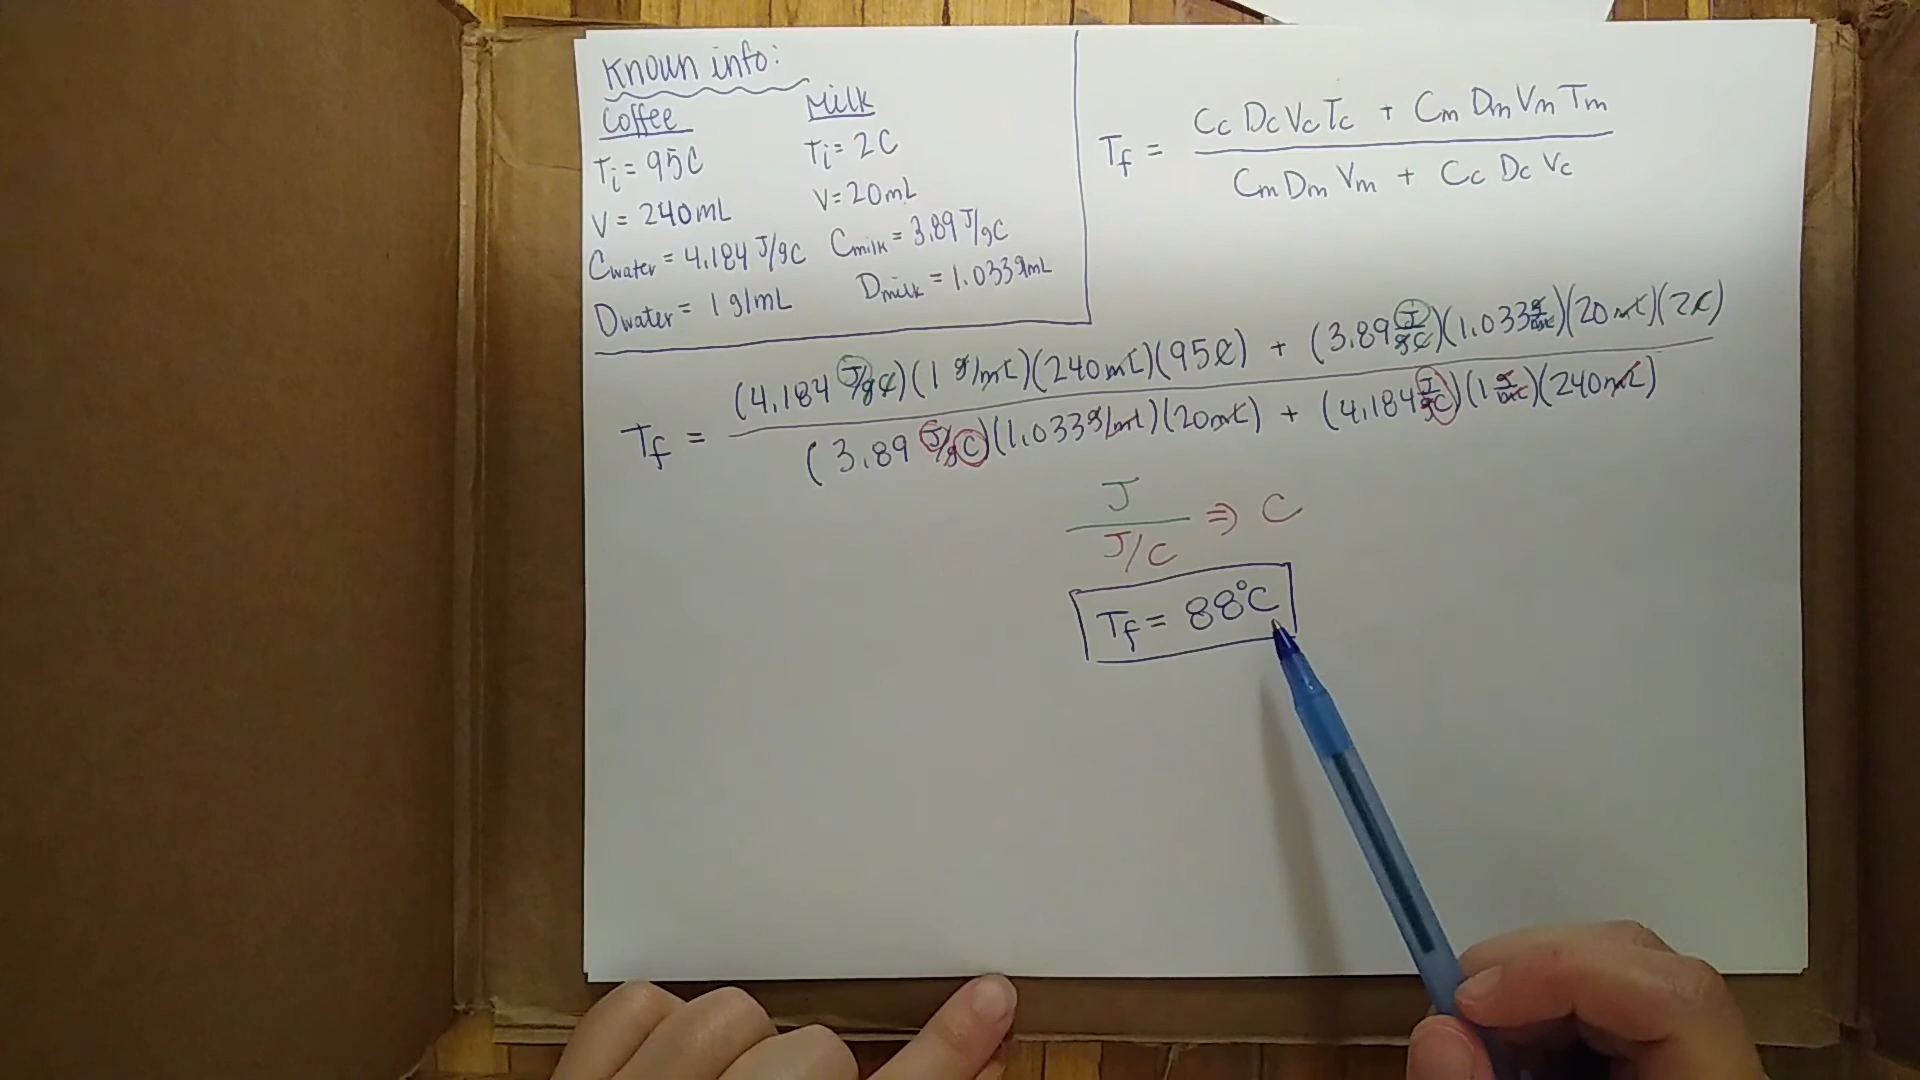 Known info:
Coffee
Ti = 95C
V = 240mL
Cwater = 4.184 J/gC
Dwater = 1 g/mL
Milk
Ti = 2C
V = 20mL
Cmilk = 3.89 J/gC
Dmilk = 1.033g/mL
Tf = (Cc Dc Vc Tc + Cm Dm Vm Tm) / (Cm Dm Vm + Cc Dc Vc)
Tf = ((4.184 J/gC)(1 g/mL)(240mL)(95C) + (3.89 J/gC)(1.033 g/mL)(20mL)(2C)) / ((3.89 J/gC)(1.033g/mL)(20mL) + (4.184 J/gC)(1 g/mL)(240mL))
J / (J/C) ⇒ C
Tf = 88°C